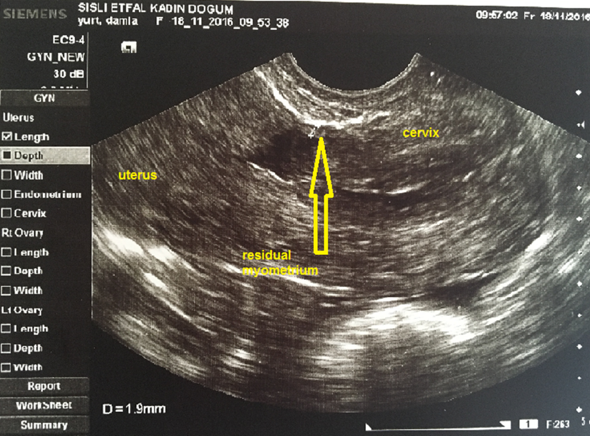 SIEMENS
SISLI ETFAL KADIN DOGUM
yurt, damla F 18_11_2016_09_53_38
09:57:02 Fr 18/11/2016
EC9-4
GYN_NEW
30 dB
GYN
Uterus
Length
Depth
Width
Endometrium
Cervix
Rt Ovary
Length
Depth
Width
Lt Ovary
Length
Depth
Width
Report
WorkSheet
Summary
cervix
uterus
residual
myometrium
D=1.9mm
1
F:263
5